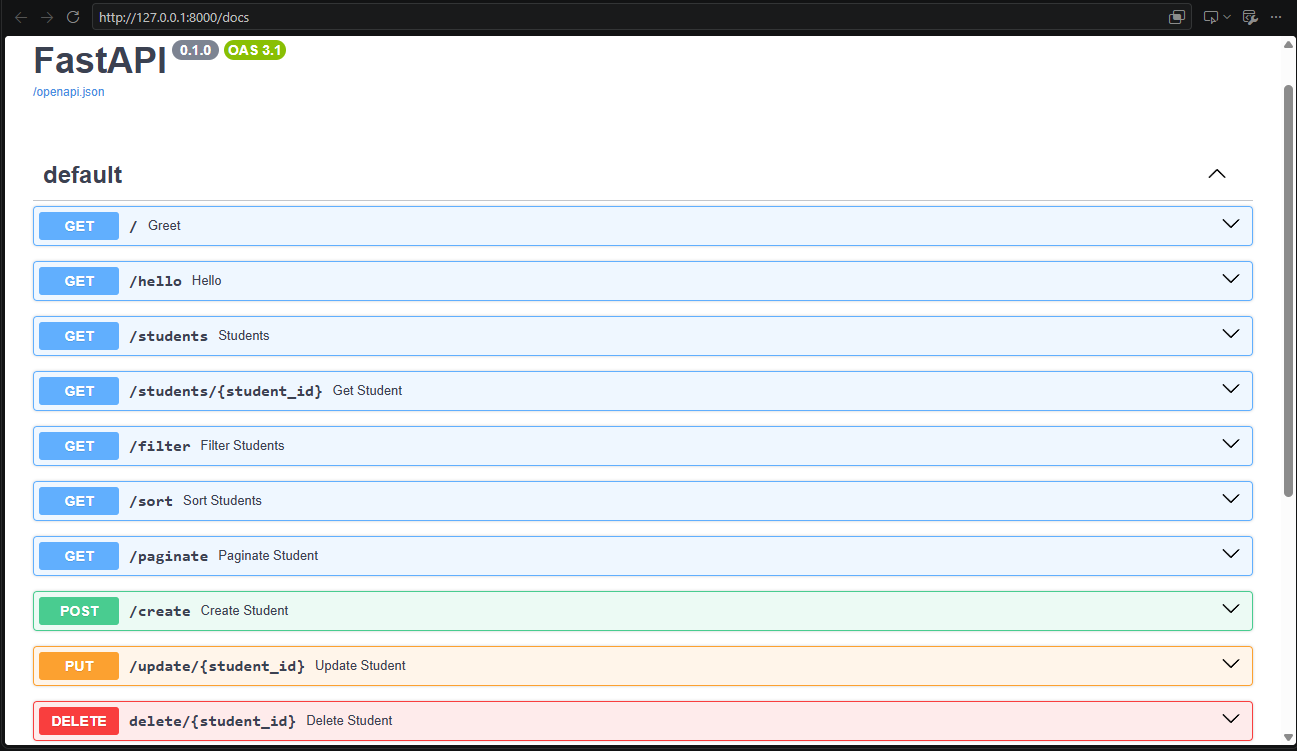 http://127.0.0.1:8000/docs
FastAPI 0.1.0 OAS 3.1
/openapi.json
default
GET / Greet
GET /hello Hello
GET /students Students
GET /students/{student_id} Get Student
GET /filter Filter Students
GET /sort Sort Students
GET /paginate Paginate Student
POST /create Create Student
PUT /update/{student_id} Update Student
DELETE delete/{student_id} Delete Student